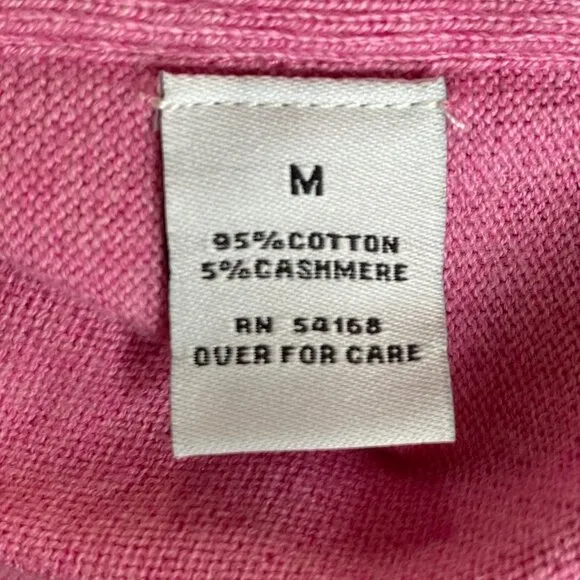 M
95%COTTON
5%CASHMERE
RN 54168
OVER FOR CARE